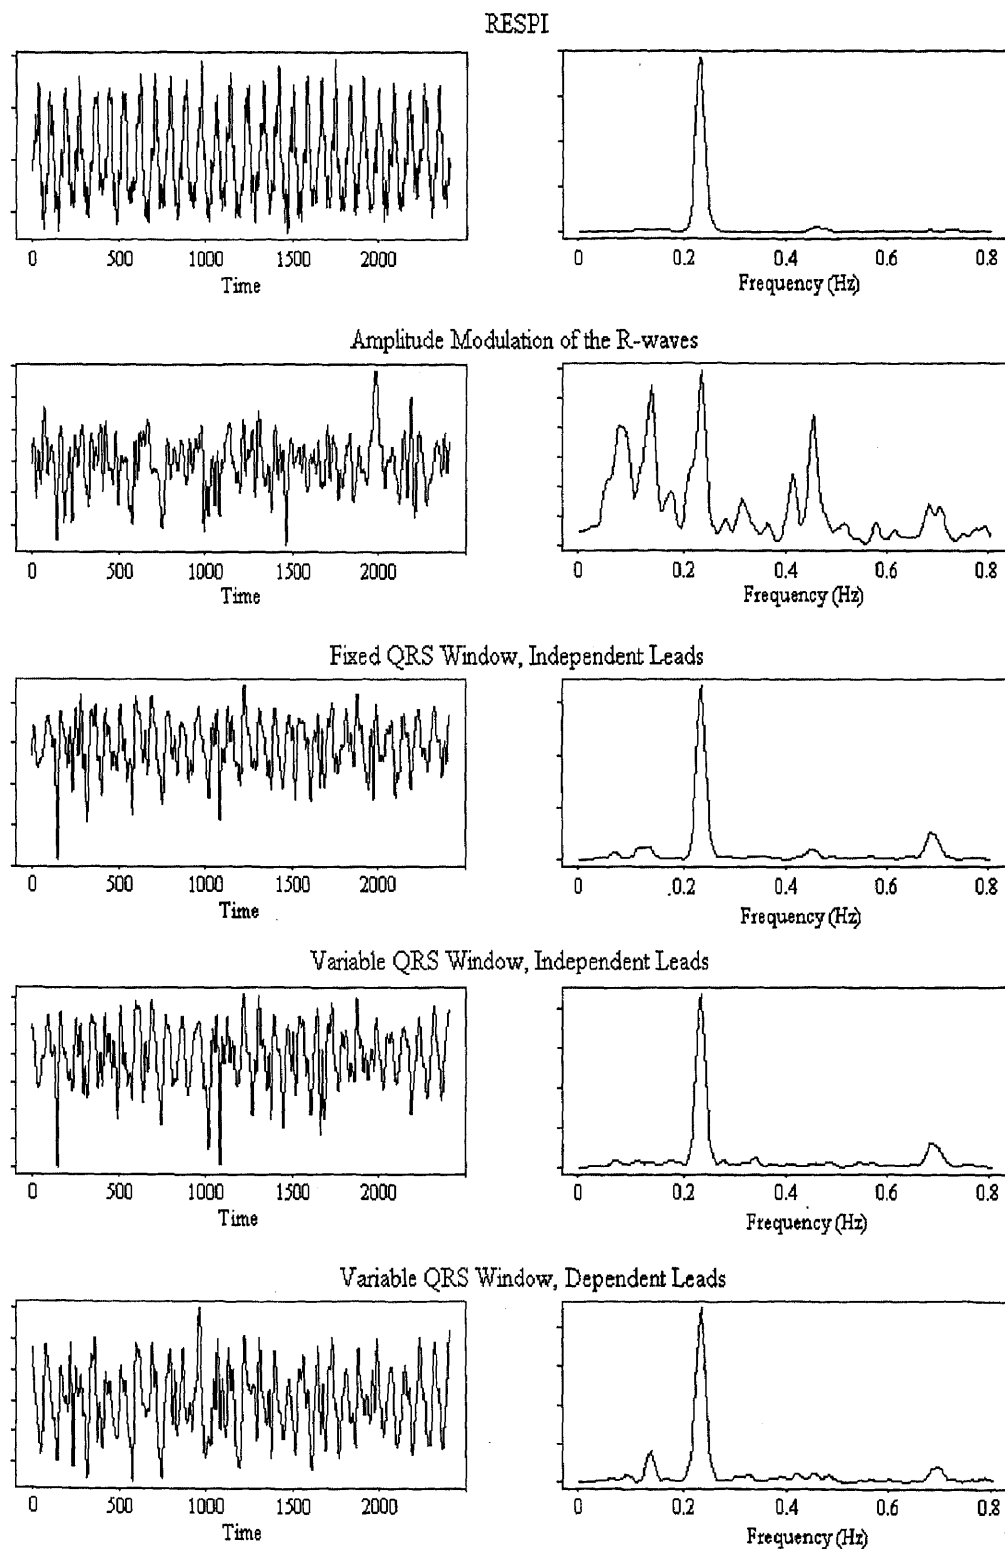 RESPI
0 500 1000 1500 2000
Time
0 0.2 0.4 0.6 0.8
Frequency (Hz)
Amplitude Modulation of the R-waves
0 500 1000 1500 2000
Time
0 0.2 0.4 0.6 0.8
Frequency (Hz)
Fixed QRS Window, Independent Leads
0 500 1000 1500 2000
Time
0 0.2 0.4 0.6 0.8
Frequency (Hz)
Variable QRS Window, Independent Leads
0 500 1000 1500 2000
Time
0 0.2 0.4 0.6 0.8
Frequency (Hz)
Variable QRS Window, Dependent Leads
0 500 1000 1500 2000
Time
0 0.2 0.4 0.6 0.8
Frequency (Hz)